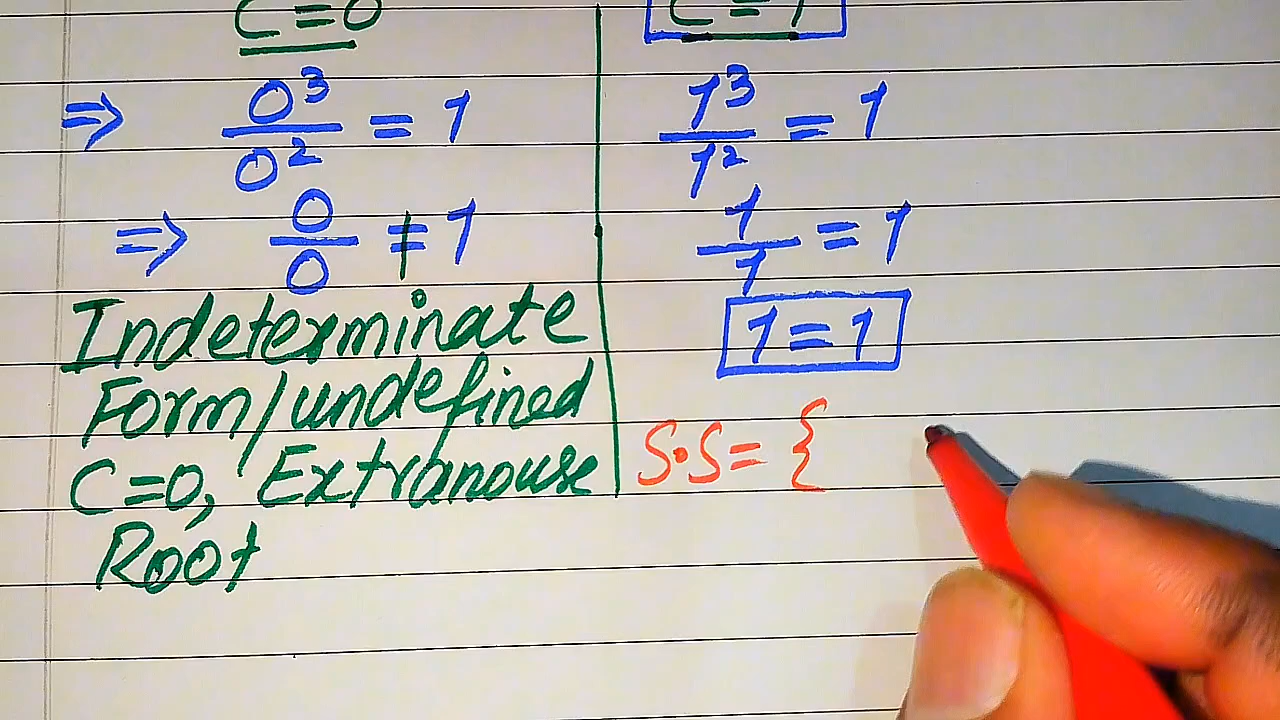 C=0
⇒ 0³/0² = 1
⇒ 0/0 ≠ 1
Indeterminate
Form/undefined
C=0, Extranouse
Root
C=1
1³/1² = 1
1/1 = 1
1=1
S.S= {